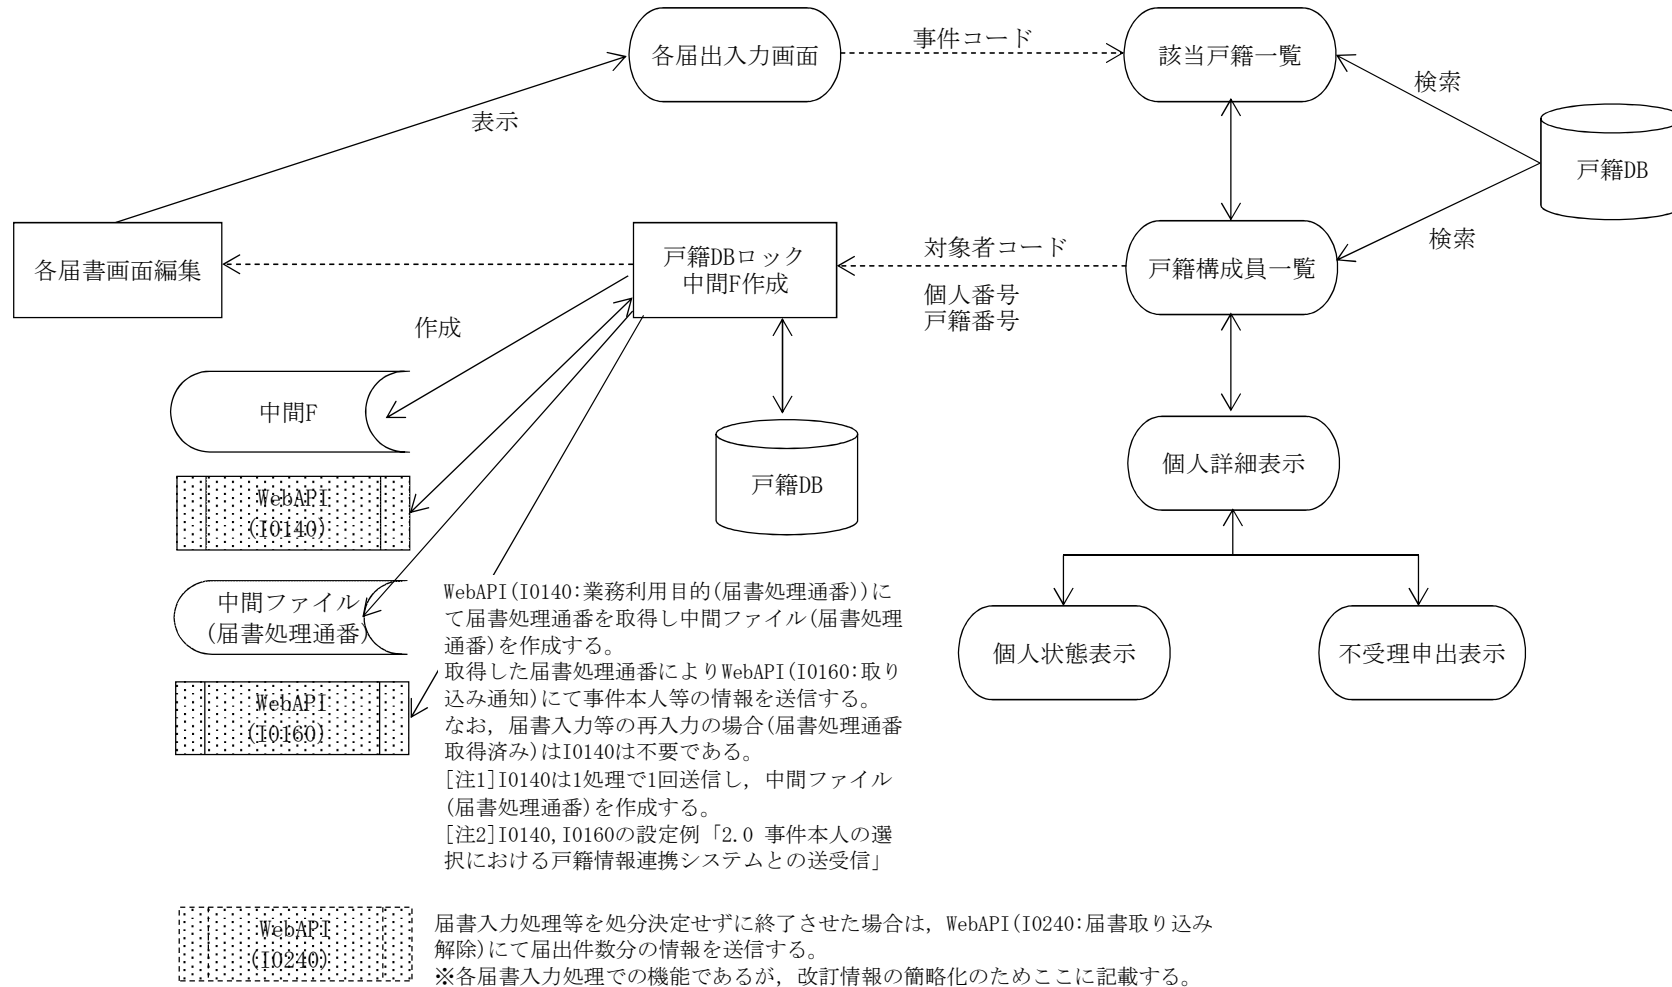 各届出入力画面
事件コード
該当戸籍一覧
検索
表示
戸籍DB
各届書画面編集
戸籍DBロック
中間F作成
対象者コード
個人番号
戸籍番号
戸籍構成員一覧
検索
作成
中間F
戸籍DB
個人詳細表示
WebAPI
(I0140)
中間ファイル
(届書処理通番)
WebAPI
(I0160)
WebAPI(I0140:業務利用目的(届書処理通番))に
て届書処理通番を取得し中間ファイル(届書処理
通番)を作成する。
取得した届書処理通番によりWebAPI(I0160:取り
込み通知)にて事件本人等の情報を送信する。
なお，届書入力等の再入力の場合(届書処理通番
取得済み)はI0140は不要である。
[注1]I0140は1処理で1回送信し，中間ファイル
(届書処理通番)を作成する。
[注2]I0140,I0160の設定例「2.0 事件本人の選
択における戸籍情報連携システムとの送受信」
個人状態表示
不受理申出表示
WebAPI
(I0240)
届書入力処理等を処分決定せずに終了させた場合は，WebAPI(I0240:届書取り込み
解除)にて届出件数分の情報を送信する。
※各届書入力処理での機能であるが，改訂情報の簡略化のためここに記載する。